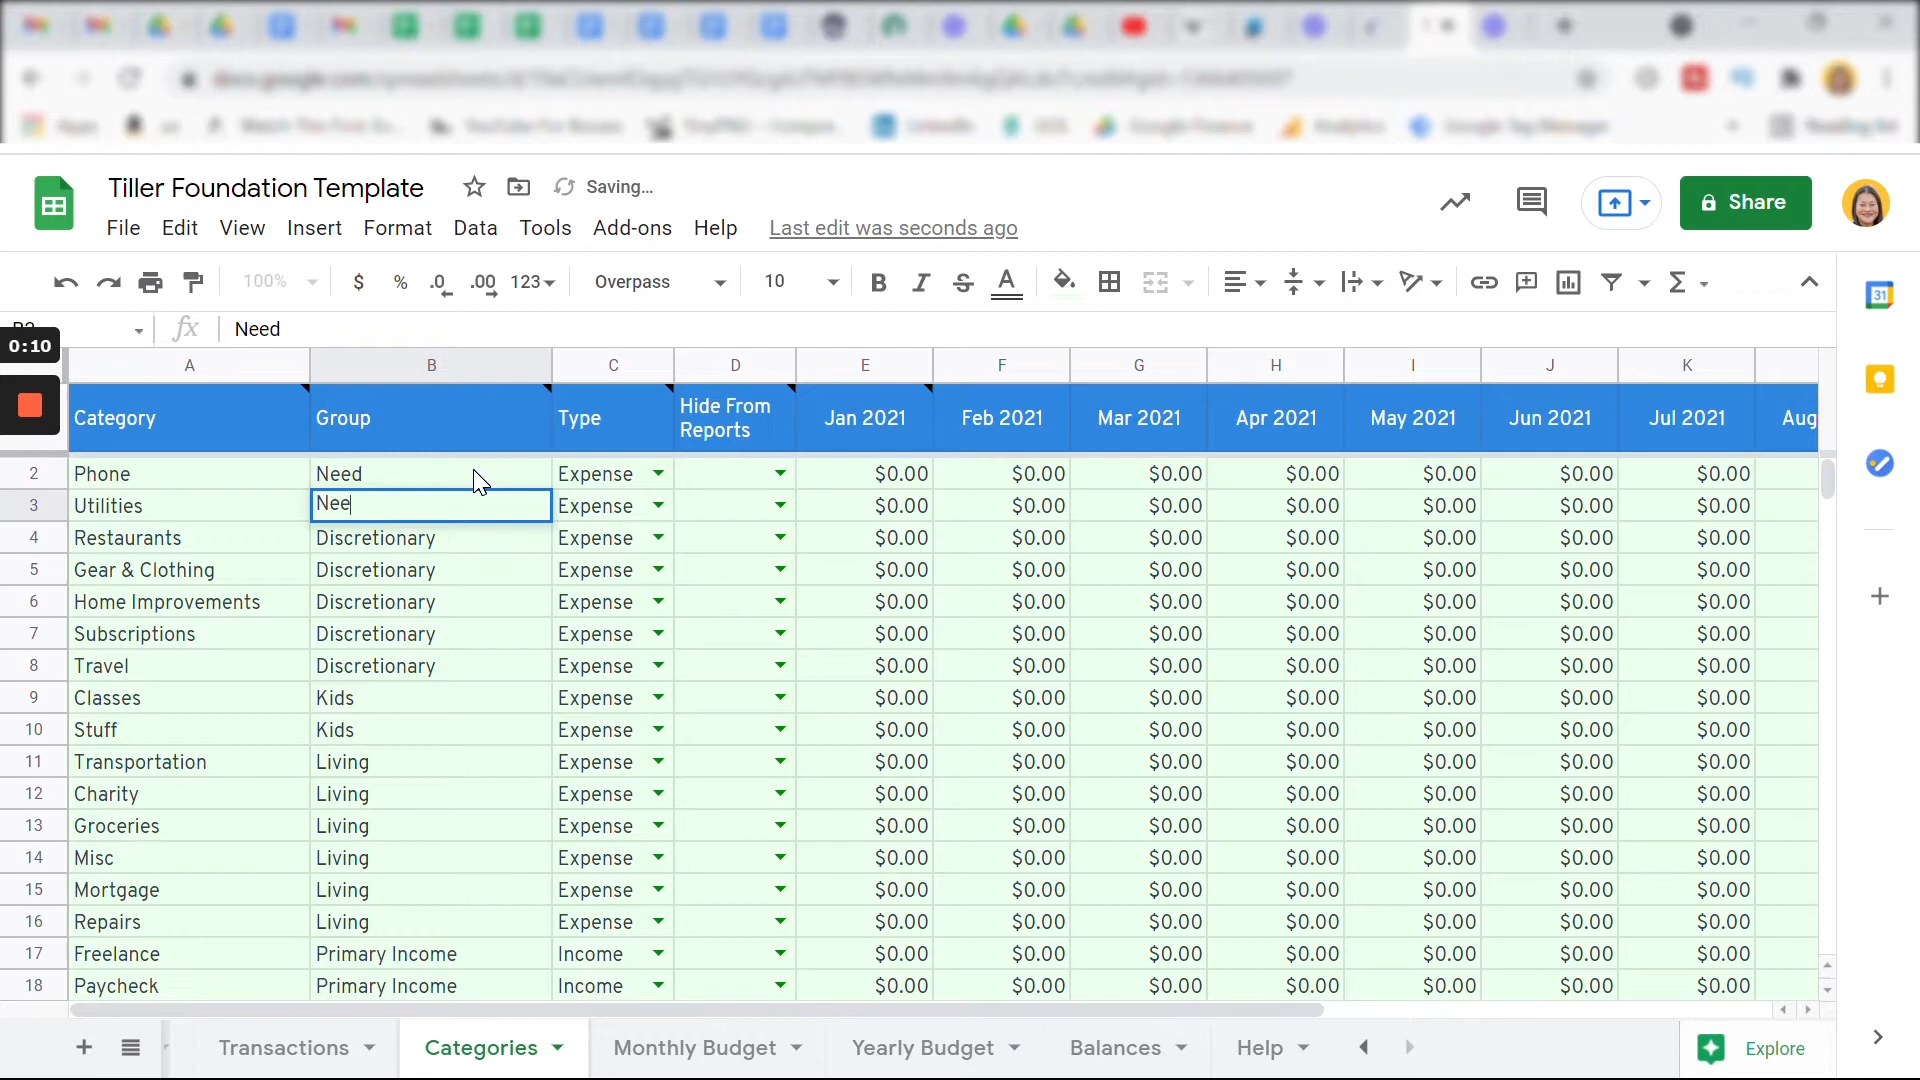 Tiller Foundation Template Saving...
Share
File Edit View Insert Format Data Tools Add-ons Help Last edit was seconds ago
100% $ % .0 .00 123 Overpass 10 B I S A
31
fx Need
0:10
A B C D E F G H I J K
Category Group Type Hide From Reports Jan 2021 Feb 2021 Mar 2021 Apr 2021 May 2021 Jun 2021 Jul 2021 Aug
2 Phone Need Expense $0.00 $0.00 $0.00 $0.00 $0.00 $0.00 $0.00
3 Utilities Nee Expense $0.00 $0.00 $0.00 $0.00 $0.00 $0.00 $0.00
4 Restaurants Discretionary Expense $0.00 $0.00 $0.00 $0.00 $0.00 $0.00 $0.00
5 Gear & Clothing Discretionary Expense $0.00 $0.00 $0.00 $0.00 $0.00 $0.00 $0.00
6 Home Improvements Discretionary Expense $0.00 $0.00 $0.00 $0.00 $0.00 $0.00 $0.00
7 Subscriptions Discretionary Expense $0.00 $0.00 $0.00 $0.00 $0.00 $0.00 $0.00
8 Travel Discretionary Expense $0.00 $0.00 $0.00 $0.00 $0.00 $0.00 $0.00
9 Classes Kids Expense $0.00 $0.00 $0.00 $0.00 $0.00 $0.00 $0.00
10 Stuff Kids Expense $0.00 $0.00 $0.00 $0.00 $0.00 $0.00 $0.00
11 Transportation Living Expense $0.00 $0.00 $0.00 $0.00 $0.00 $0.00 $0.00
12 Charity Living Expense $0.00 $0.00 $0.00 $0.00 $0.00 $0.00 $0.00
13 Groceries Living Expense $0.00 $0.00 $0.00 $0.00 $0.00 $0.00 $0.00
14 Misc Living Expense $0.00 $0.00 $0.00 $0.00 $0.00 $0.00 $0.00
15 Mortgage Living Expense $0.00 $0.00 $0.00 $0.00 $0.00 $0.00 $0.00
16 Repairs Living Expense $0.00 $0.00 $0.00 $0.00 $0.00 $0.00 $0.00
17 Freelance Primary Income Income $0.00 $0.00 $0.00 $0.00 $0.00 $0.00 $0.00
18 Paycheck Primary Income Income $0.00 $0.00 $0.00 $0.00 $0.00 $0.00 $0.00
Transactions Categories Monthly Budget Yearly Budget Balances Help Explore